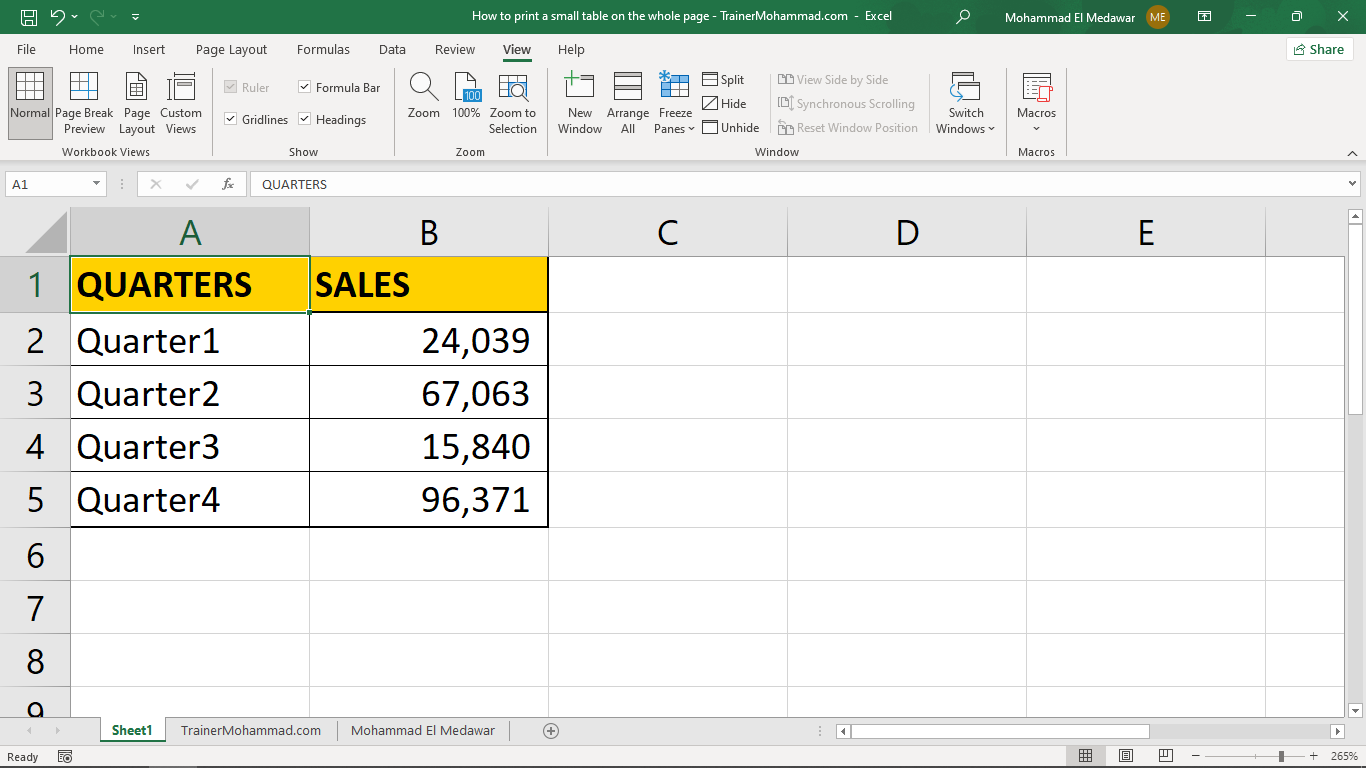 How to print a small table on the whole page - TrainerMohammad.com - Excel
Mohammad El Medawar ME
File Home Insert Page Layout Formulas Data Review View Help Share
Normal
Page Break Preview
Page Layout
Custom Views
Workbook Views
Ruler Formula Bar
Gridlines Headings
Show
Zoom
100
100%
Zoom to Selection
Zoom
New Window
Arrange All
Freeze Panes
Split
Hide
Unhide
View Side by Side
Synchronous Scrolling
Reset Window Position
Switch Windows
Window
Macros
Macros
A1 fx QUARTERS
A B C D E
1 QUARTERS SALES
2 Quarter1 24,039
3 Quarter2 67,063
4 Quarter3 15,840
5 Quarter4 96,371
6
7
8
9
Sheet1 TrainerMohammad.com Mohammad El Medawar
Ready 265%